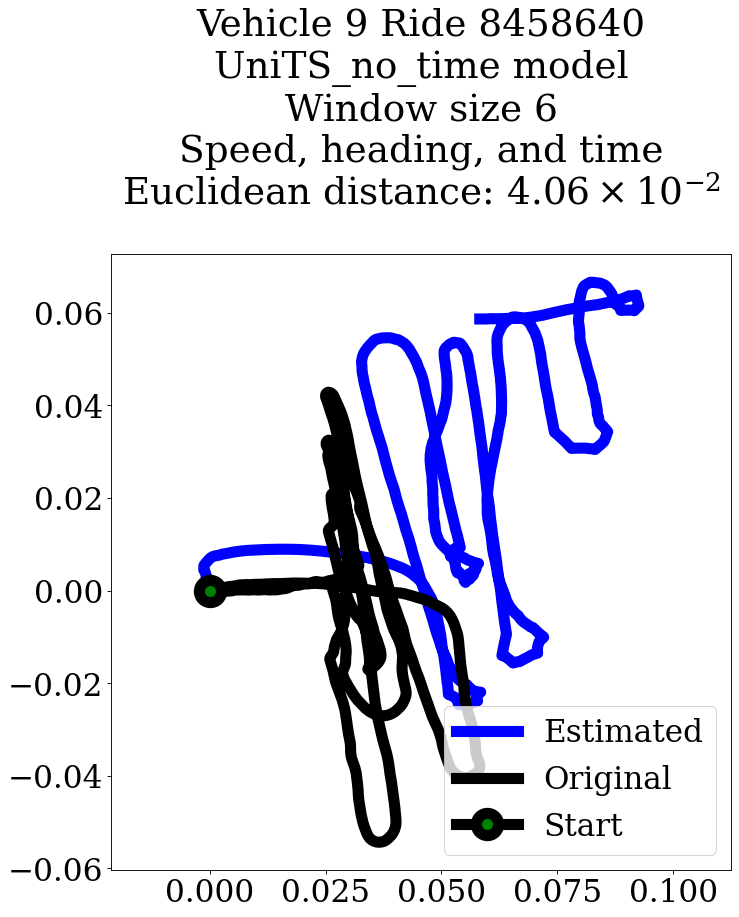 Vehicle 9 Ride 8458640
UniTS_no_time model
Window size 6
Speed, heading, and time
Euclidean distance: 4.06 × 10⁻²
0.06
0.04
0.02
0.00
−0.02
−0.04
−0.06
Estimated
Original
Start
0.000 0.025 0.050 0.075 0.100